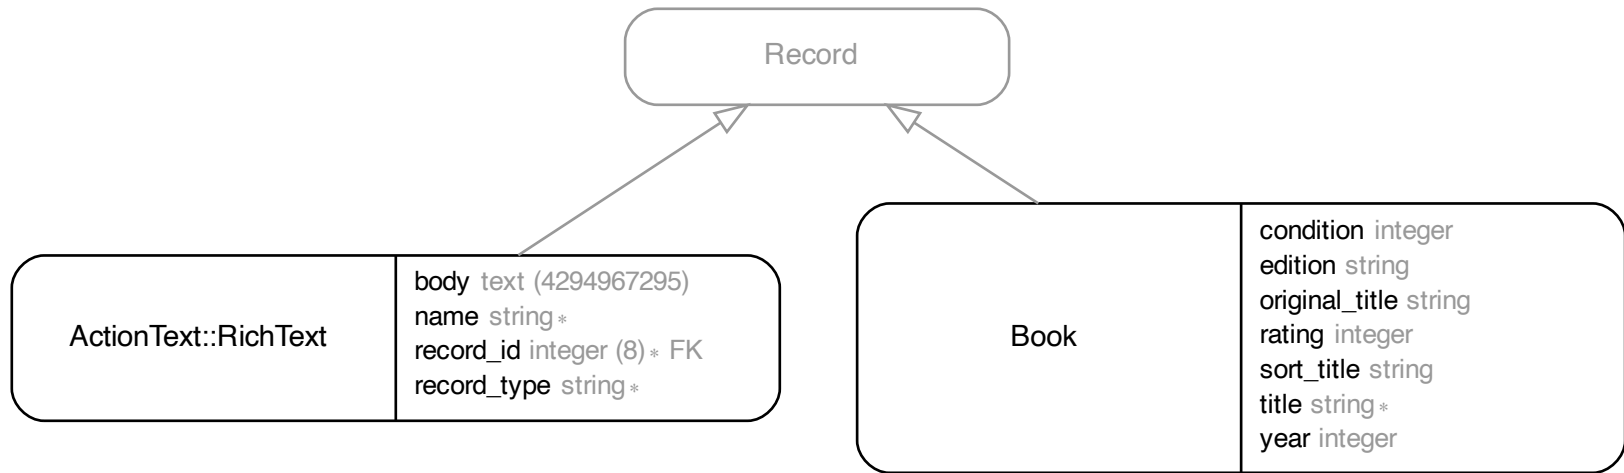 Record
ActionText::RichText
body text (4294967295)
name string *
record_id integer (8) * FK
record_type string *
Book
condition integer
edition string
original_title string
rating integer
sort_title string
title string *
year integer